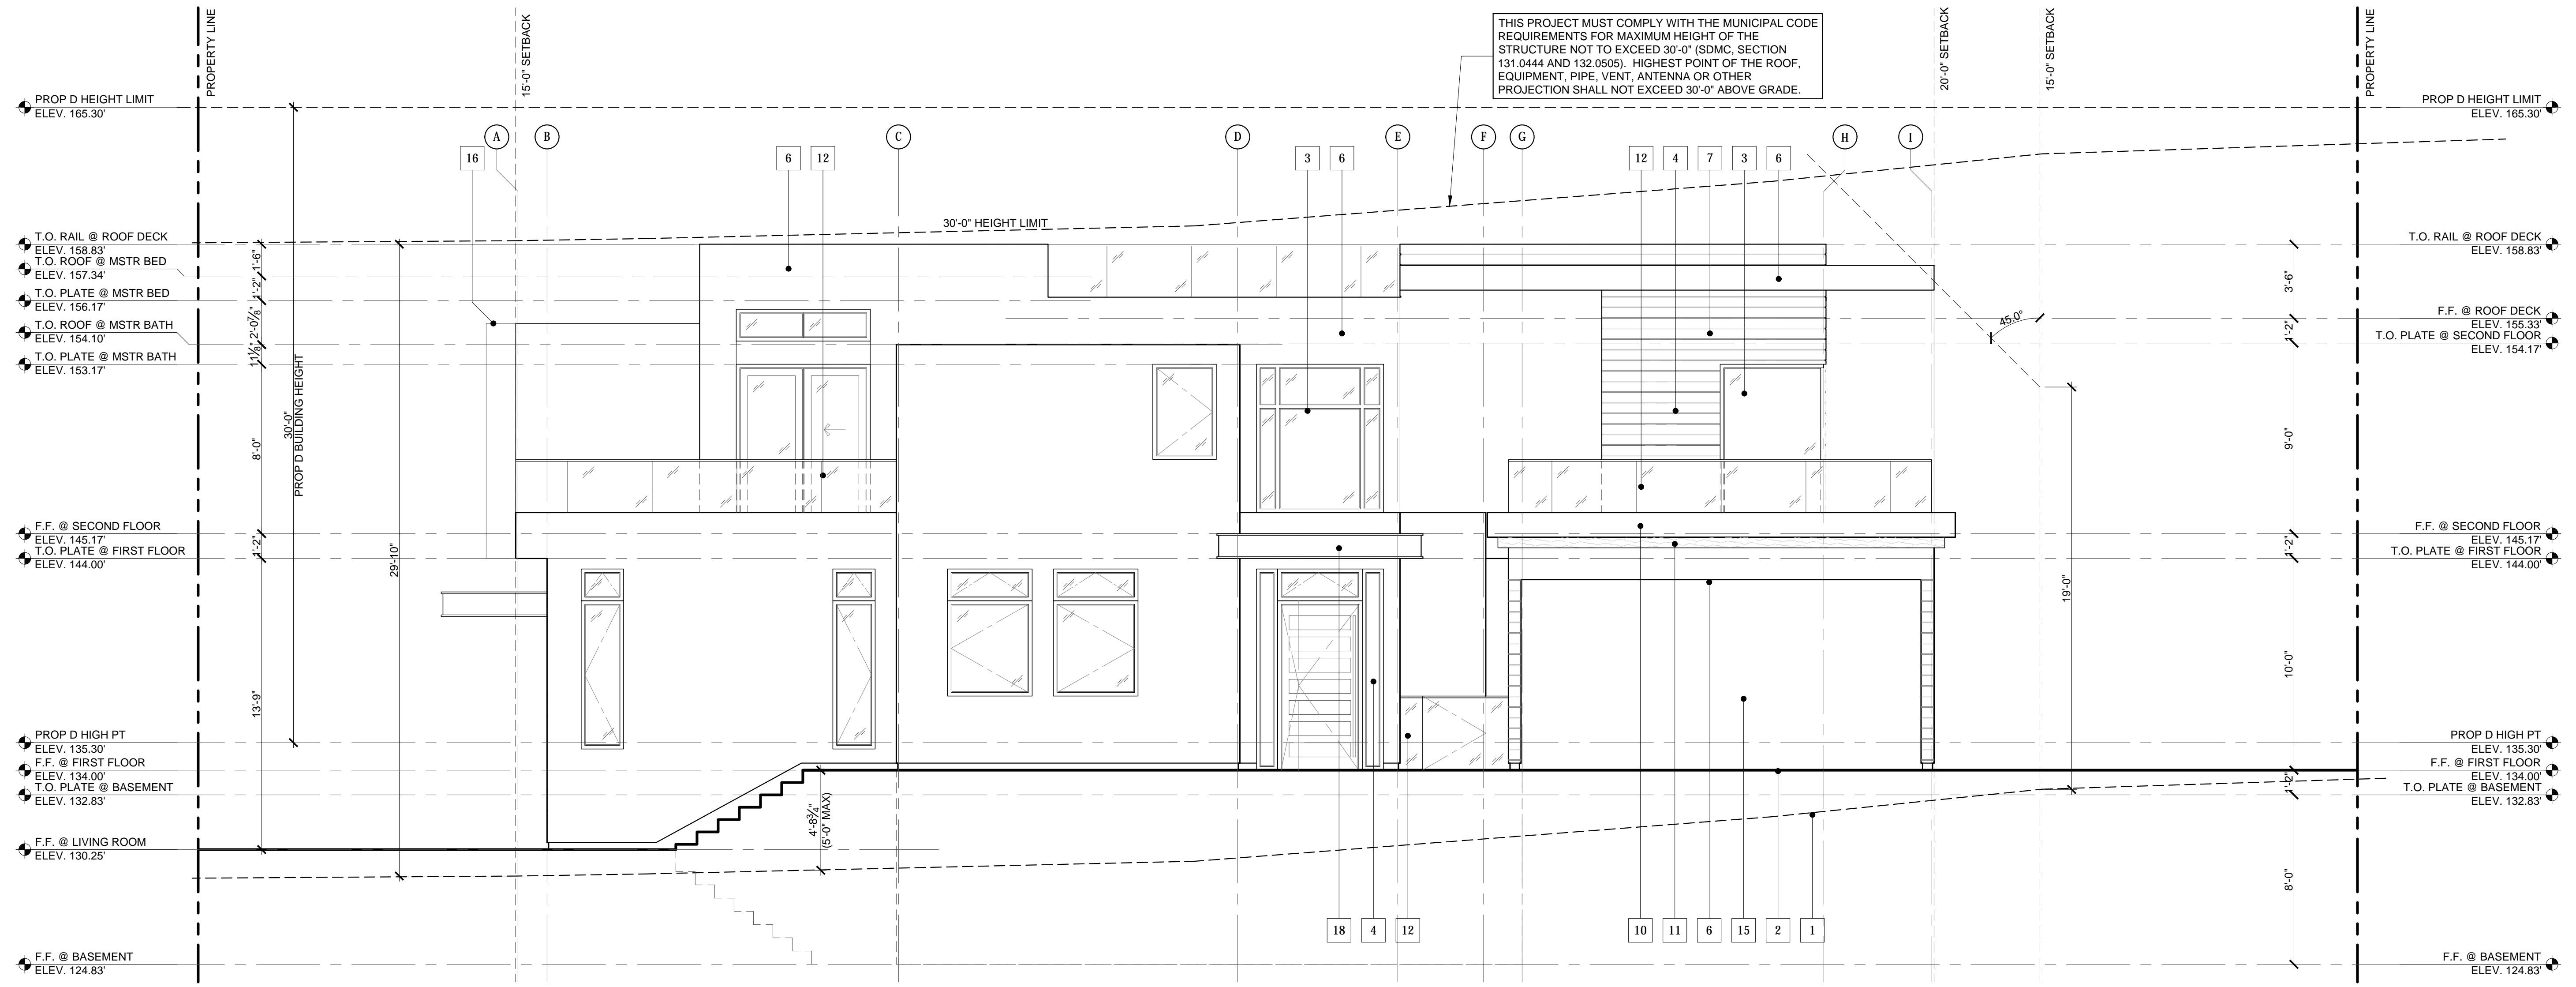 PROPERTY LINE
15'-0" SETBACK
THIS PROJECT MUST COMPLY WITH THE MUNICIPAL CODE
REQUIREMENTS FOR MAXIMUM HEIGHT OF THE
STRUCTURE NOT TO EXCEED 30'-0" (SDMC, SECTION
131.0444 AND 132.0505).  HIGHEST POINT OF THE ROOF,
EQUIPMENT, PIPE, VENT, ANTENNA OR OTHER
PROJECTION SHALL NOT EXCEED 30'-0" ABOVE GRADE.
20'-0" SETBACK
15'-0" SETBACK
PROPERTY LINE
PROP D HEIGHT LIMIT
ELEV. 165.30'
PROP D HEIGHT LIMIT
ELEV. 165.30'
A
B
C
D
E
F
G
H
I
16
6
12
3
6
12
4
7
3
6
30'-0" HEIGHT LIMIT
T.O. RAIL @ ROOF DECK
ELEV. 158.83'
T.O. ROOF @ MSTR BED
ELEV. 157.34'
T.O. PLATE @ MSTR BED
ELEV. 156.17'
T.O. ROOF @ MSTR BATH
ELEV. 154.10'
T.O. PLATE @ MSTR BATH
ELEV. 153.17'
F.F. @ SECOND FLOOR
ELEV. 145.17'
T.O. PLATE @ FIRST FLOOR
ELEV. 144.00'
PROP D HIGH PT
ELEV. 135.30'
F.F. @ FIRST FLOOR
ELEV. 134.00'
T.O. PLATE @ BASEMENT
ELEV. 132.83'
F.F. @ LIVING ROOM
ELEV. 130.25'
F.F. @ BASEMENT
ELEV. 124.83'
1'-6"
1'-2"
2'-0⅞"
11⅛"
8'-0"
1'-2"
13'-9"
30'-0"
PROP D BUILDING HEIGHT
29'-10"
4'-8¾"
(5'-0" MAX)
45.0°
19'-0"
3'-6"
1'-2"
9'-0"
1'-2"
10'-0"
1'-2"
8'-0"
T.O. RAIL @ ROOF DECK
ELEV. 158.83'
F.F. @ ROOF DECK
ELEV. 155.33'
T.O. PLATE @ SECOND FLOOR
ELEV. 154.17'
F.F. @ SECOND FLOOR
ELEV. 145.17'
T.O. PLATE @ FIRST FLOOR
ELEV. 144.00'
PROP D HIGH PT
ELEV. 135.30'
F.F. @ FIRST FLOOR
ELEV. 134.00'
T.O. PLATE @ BASEMENT
ELEV. 132.83'
F.F. @ BASEMENT
ELEV. 124.83'
18
4
12
10
11
6
15
2
1